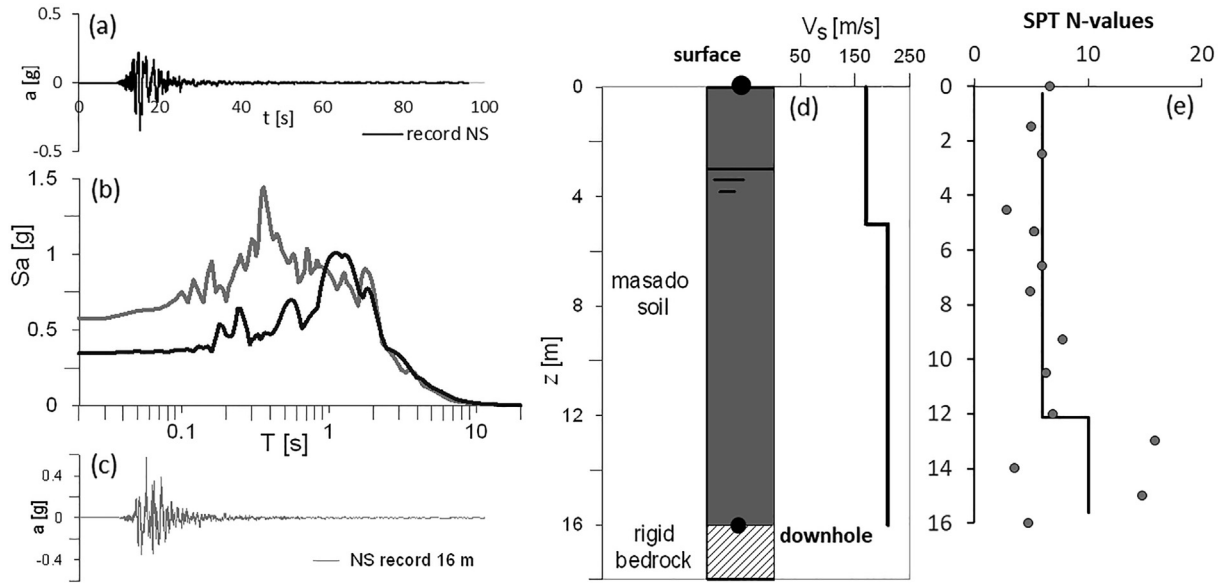 (a)
0.5
0
-0.5
a [g]
0 20 40 60 80 100
t [s]
record NS
(b)
1.5
1
0.5
0
Sa [g]
0.1 1 10
T [s]
(c)
0.4
0
-0.4
a [g]
NS record 16 m
surface
Vs [m/s]
50 150 250
(d)
0
4
8
12
16
z [m]
masado
soil
rigid
bedrock
downhole
SPT N-values
0 10 20
(e)
0
2
4
6
8
10
12
14
16